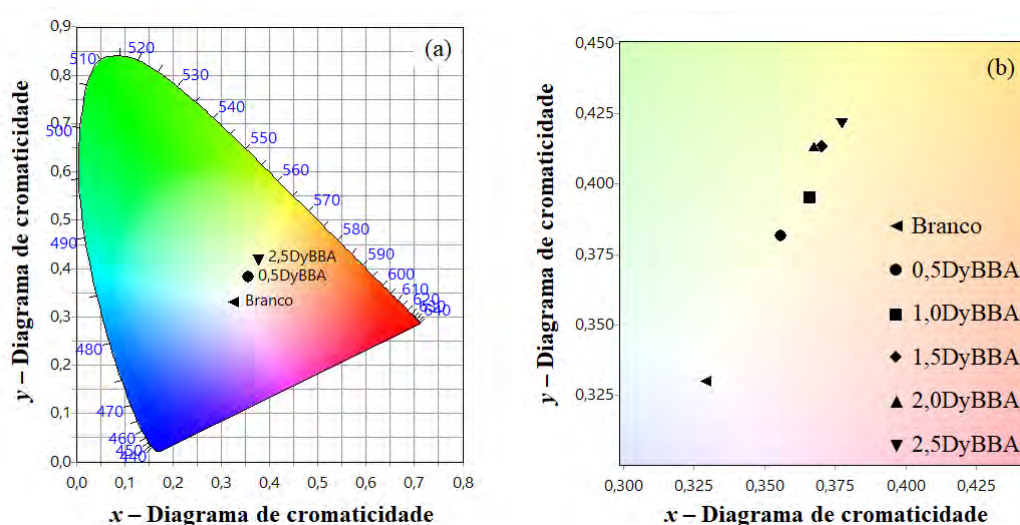 (a)
0,9
0,8
0,7
0,6
0,5
0,4
0,3
0,2
0,1
0,0
y – Diagrama de cromaticidade
510
520
530
540
550
560
570
580
590
600
610
620
630
640
500
490
480
470
460
450
440
2,5DyBBA
0,5DyBBA
Branco
0,0 0,1 0,2 0,3 0,4 0,5 0,6 0,7 0,8
x – Diagrama de cromaticidade
(b)
0,450
0,425
0,400
0,375
0,350
0,325
y – Diagrama de cromaticidade
Branco
0,5DyBBA
1,0DyBBA
1,5DyBBA
2,0DyBBA
2,5DyBBA
0,300 0,325 0,350 0,375 0,400 0,425
x – Diagrama de cromaticidade